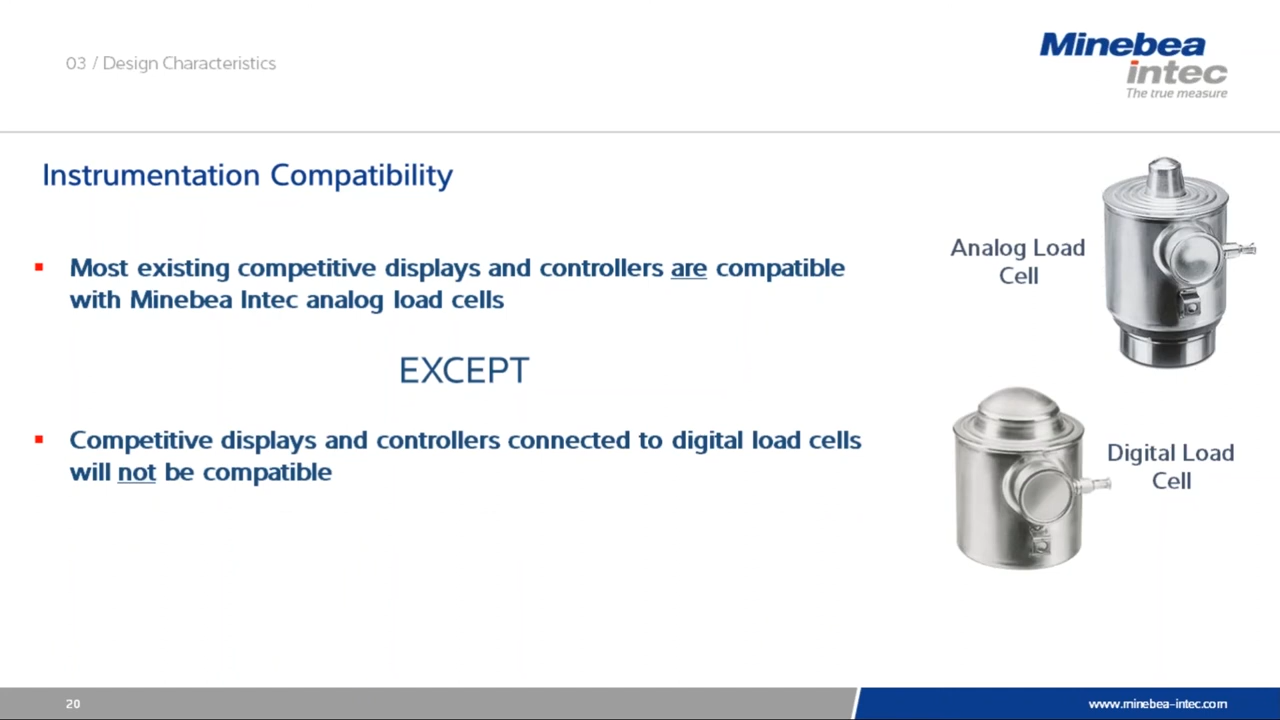 03 / Design Characteristics
Minebea
intec
The true measure
Instrumentation Compatibility
Most existing competitive displays and controllers are compatible
with Minebea Intec analog load cells
EXCEPT
Competitive displays and controllers connected to digital load cells
will not be compatible
Analog Load
Cell
Digital Load
Cell
20
www.minebea-intec.com